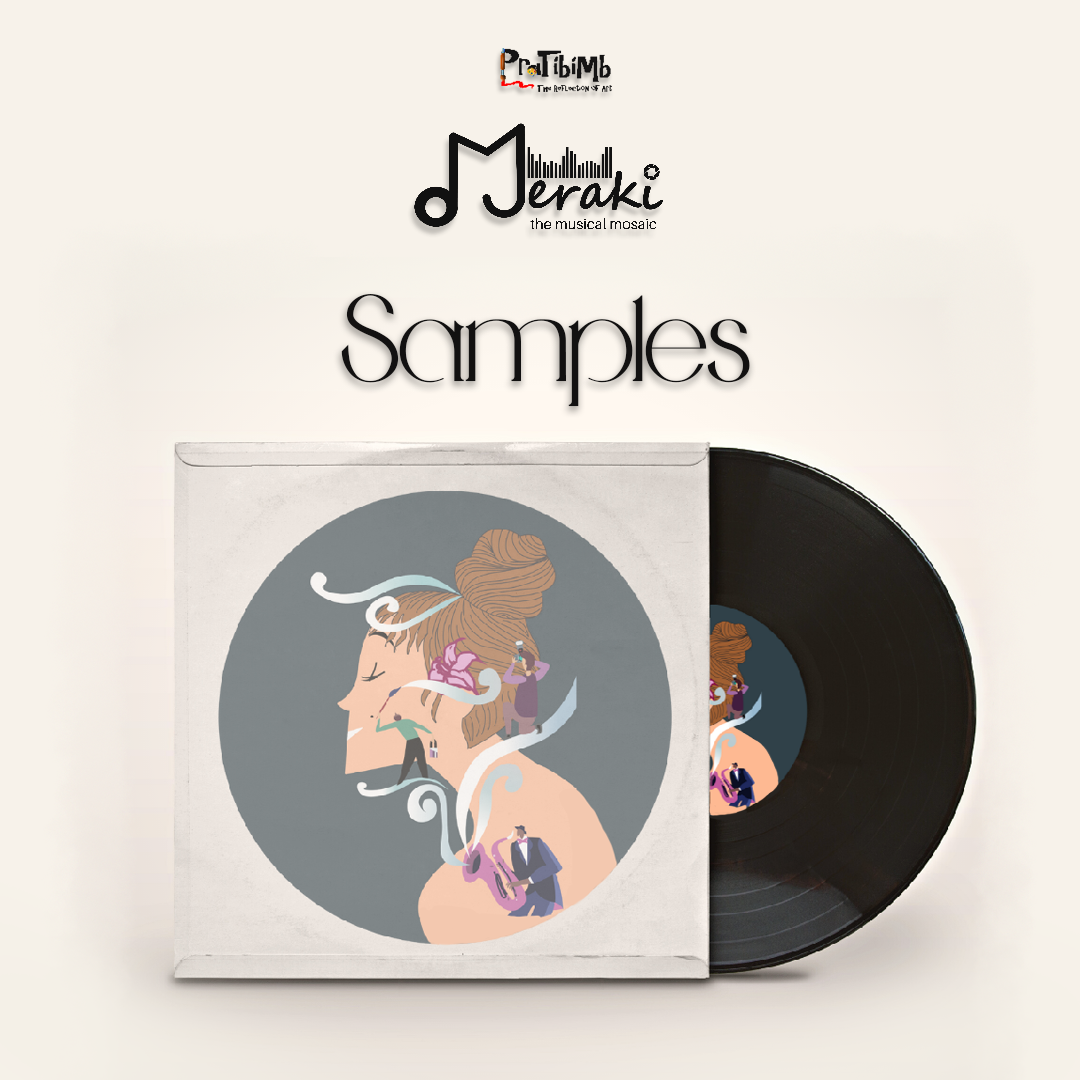 PraTibiMb
The Reflection of Art
Meraki
the musical mosaic
Samples